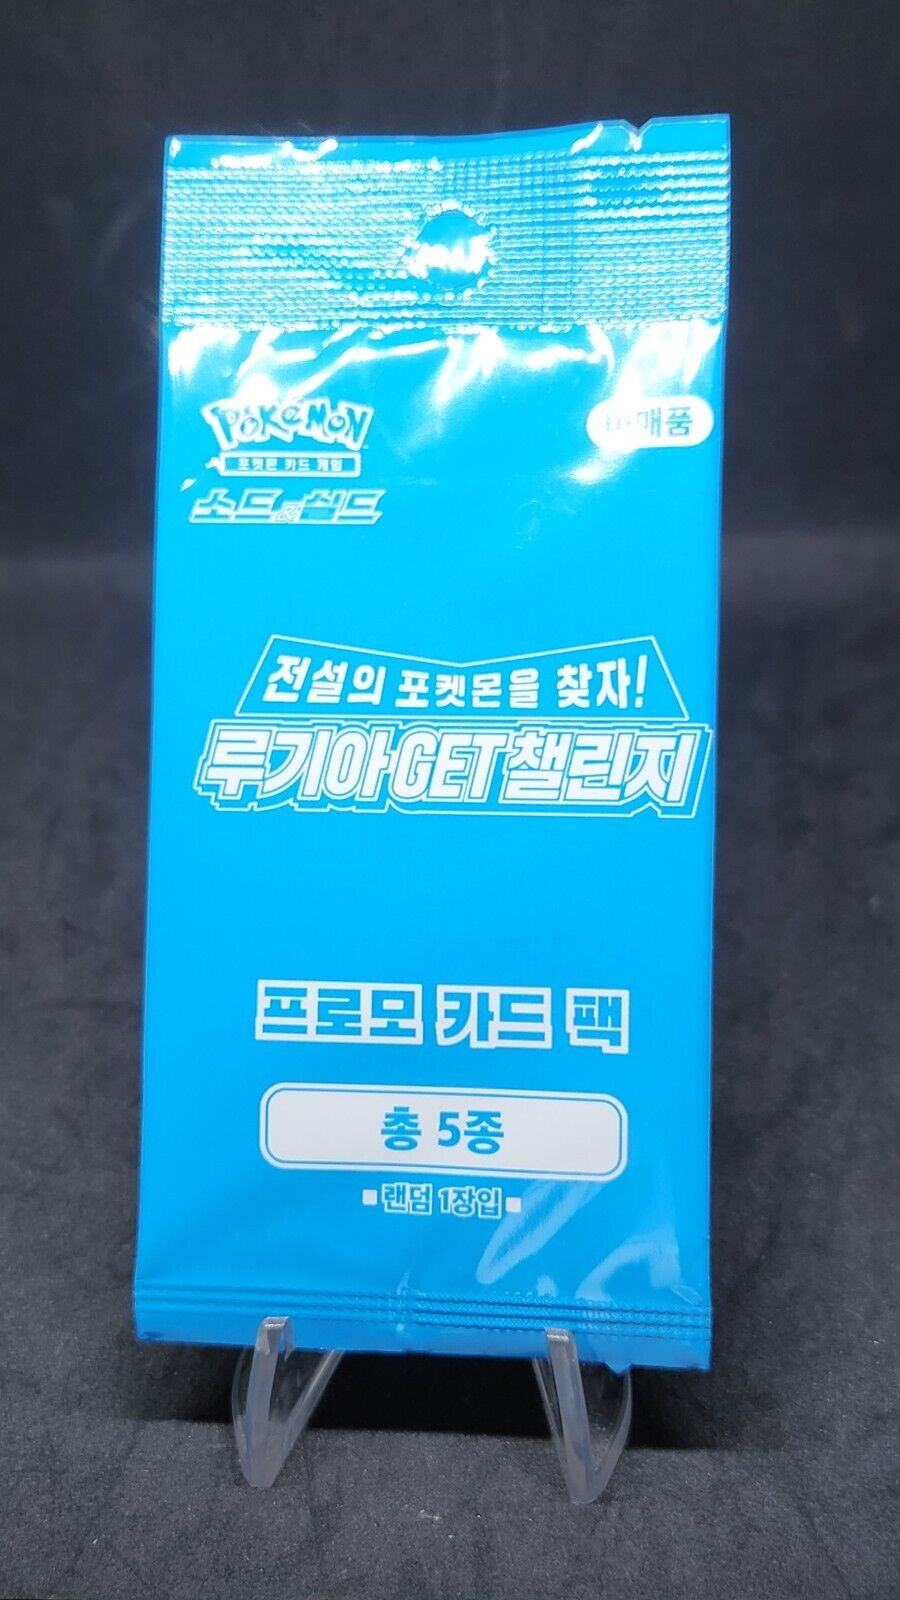 POKéMON
포켓몬 카드 게임
비매품
소드&실드
전설의 포켓몬을 찾자!
루기아GET챌린지
프로모 카드 팩
총 5종
▪랜덤 1장입▪